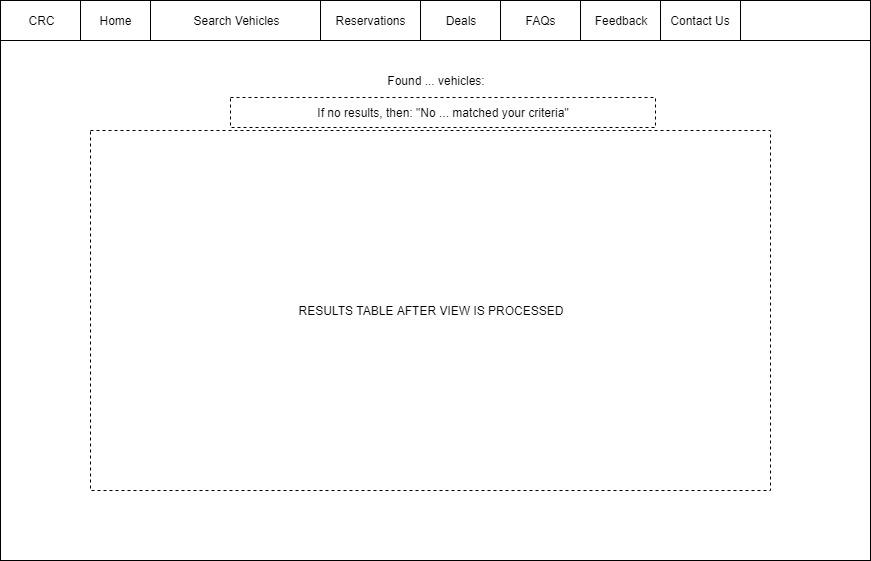 CRC Home Search Vehicles Reservations Deals FAQs Feedback Contact Us
Found ... vehicles:
If no results, then: "No ... matched your criteria"
RESULTS TABLE AFTER VIEW IS PROCESSED